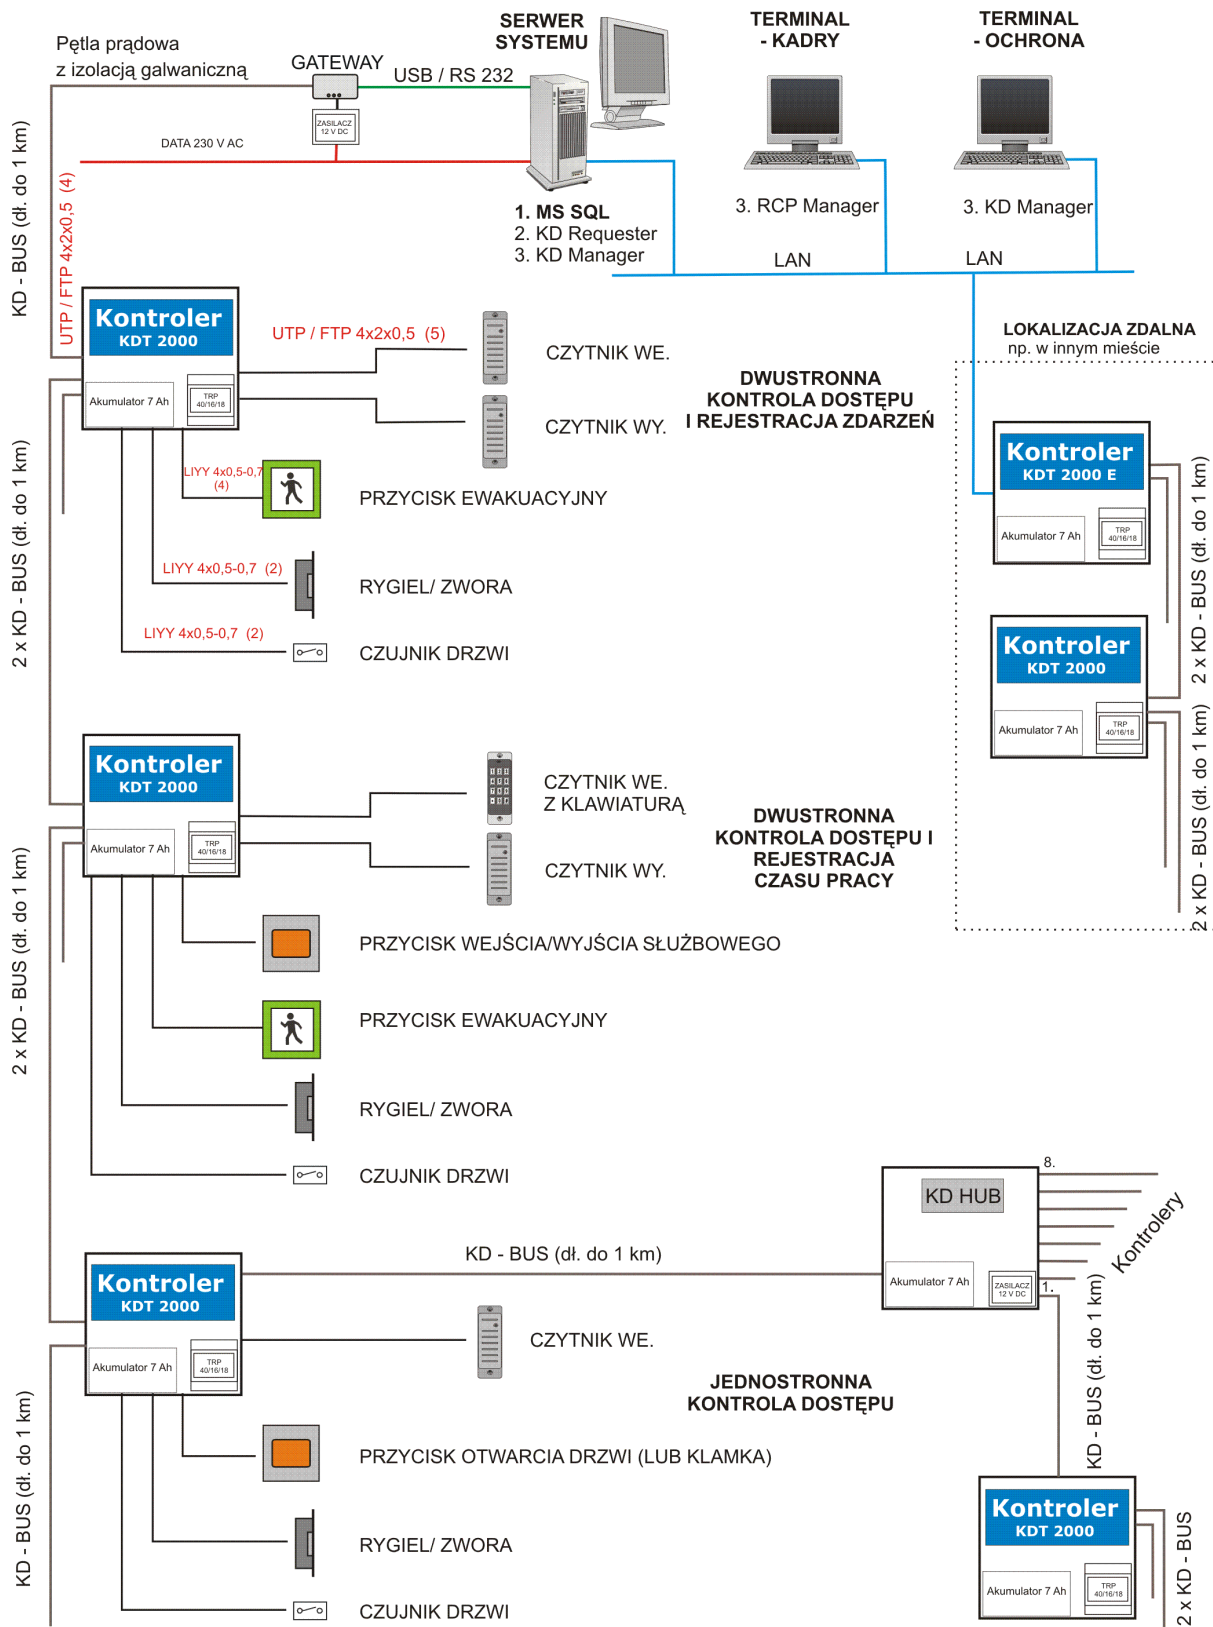 SERWER
SYSTEMU
TERMINAL
- KADRY
TERMINAL
- OCHRONA
Pętla prądowa
z izolacją galwaniczną
GATEWAY
USB / RS 232
ZASILACZ
12 V DC
DATA 230 V AC
KD - BUS (dł. do 1 km)
UTP / FTP 4x2x0,5 (4)
1. MS SQL
2. KD Requester
3. KD Manager
3. RCP Manager
3. KD Manager
LAN
LAN
Kontroler
KDT 2000
Akumulator 7 Ah
TRP
40/16/18
UTP / FTP 4x2x0,5 (5)
CZYTNIK WE.
CZYTNIK WY.
DWUSTRONNA
KONTROLA DOSTĘPU
I REJESTRACJA ZDARZEŃ
LIYY 4x0,5-0,7
(4)
PRZYCISK EWAKUACYJNY
LIYY 4x0,5-0,7 (2)
RYGIEL/ ZWORA
LIYY 4x0,5-0,7 (2)
CZUJNIK DRZWI
2 x KD - BUS (dł. do 1 km)
LOKALIZACJA ZDALNA
np. w innym mieście
Kontroler
KDT 2000 E
Akumulator 7 Ah
TRP
40/16/18
2 x KD - BUS (dł. do 1 km)
Kontroler
KDT 2000
Akumulator 7 Ah
TRP
40/16/18
2 x KD - BUS (dł. do 1 km)
Kontroler
KDT 2000
Akumulator 7 Ah
TRP
40/16/18
CZYTNIK WE.
Z KLAWIATURĄ
CZYTNIK WY.
DWUSTRONNA
KONTROLA DOSTĘPU I
REJESTRACJA
CZASU PRACY
PRZYCISK WEJŚCIA/WYJŚCIA SŁUŻBOWEGO
PRZYCISK EWAKUACYJNY
RYGIEL/ ZWORA
CZUJNIK DRZWI
2 x KD - BUS (dł. do 1 km)
KD HUB
Akumulator 7 Ah
ZASILACZ
12 V DC
8.
1.
Kontrolery
KD - BUS (dł. do 1 km)
KD - BUS (dł. do 1 km)
Kontroler
KDT 2000
Akumulator 7 Ah
TRP
40/16/18
CZYTNIK WE.
JEDNOSTRONNA
KONTROLA DOSTĘPU
PRZYCISK OTWARCIA DRZWI (LUB KLAMKA)
RYGIEL/ ZWORA
CZUJNIK DRZWI
KD - BUS (dł. do 1 km)
Kontroler
KDT 2000
Akumulator 7 Ah
TRP
40/16/18
2 x KD - BUS